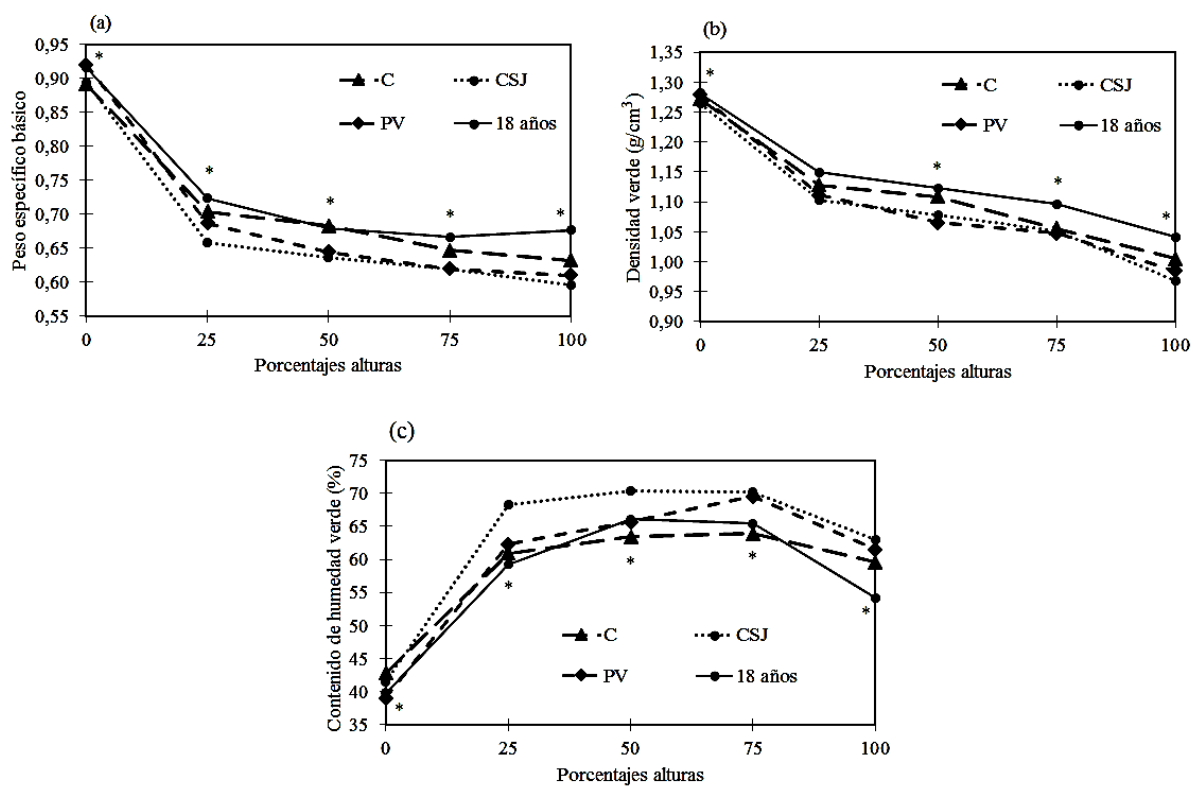 (a)
Peso específico básico
0,95
0,90
0,85
0,80
0,75
0,70
0,65
0,60
0,55
* * * * *
C
CSJ
PV
18 años
0 25 50 75 100
Porcentajes alturas
(b)
Densidad verde (g/cm³)
1,35
1,30
1,25
1,20
1,15
1,10
1,05
1,00
0,95
0,90
* * * *
C
CSJ
PV
18 años
0 25 50 75 100
Porcentajes alturas
(c)
Contenido de humedad verde (%)
75
70
65
60
55
50
45
40
35
* * * * *
C
CSJ
PV
18 años
0 25 50 75 100
Porcentajes alturas